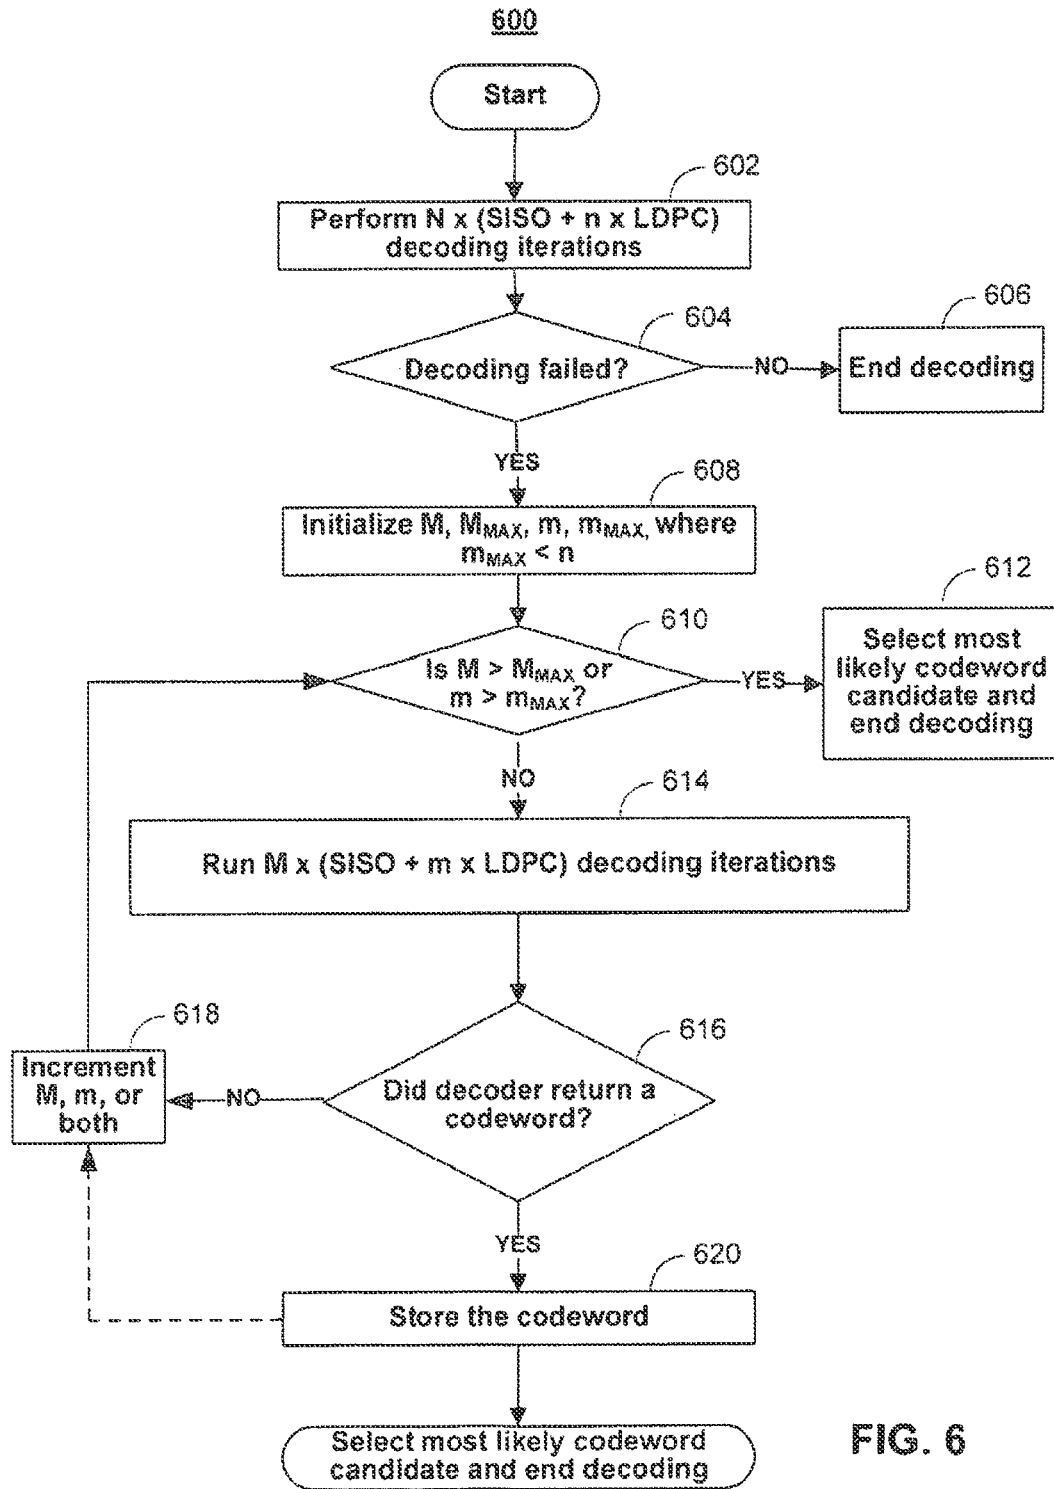 600
Start
602
Perform N x (SISO + n x LDPC)
decoding iterations
604
606
Decoding failed?
NO
End decoding
YES
608
Initialize M, MMAX, m, mMAX, where
mMAX < n
612
610
Is M > MMAX or
m > mMAX?
YES
Select most
likely codeword
candidate and
end decoding
NO
614
Run M x (SISO + m x LDPC) decoding iterations
618
616
Increment
M, m, or
both
NO
Did decoder return a
codeword?
YES
620
Store the codeword
Select most likely codeword
candidate and end decoding
FIG. 6